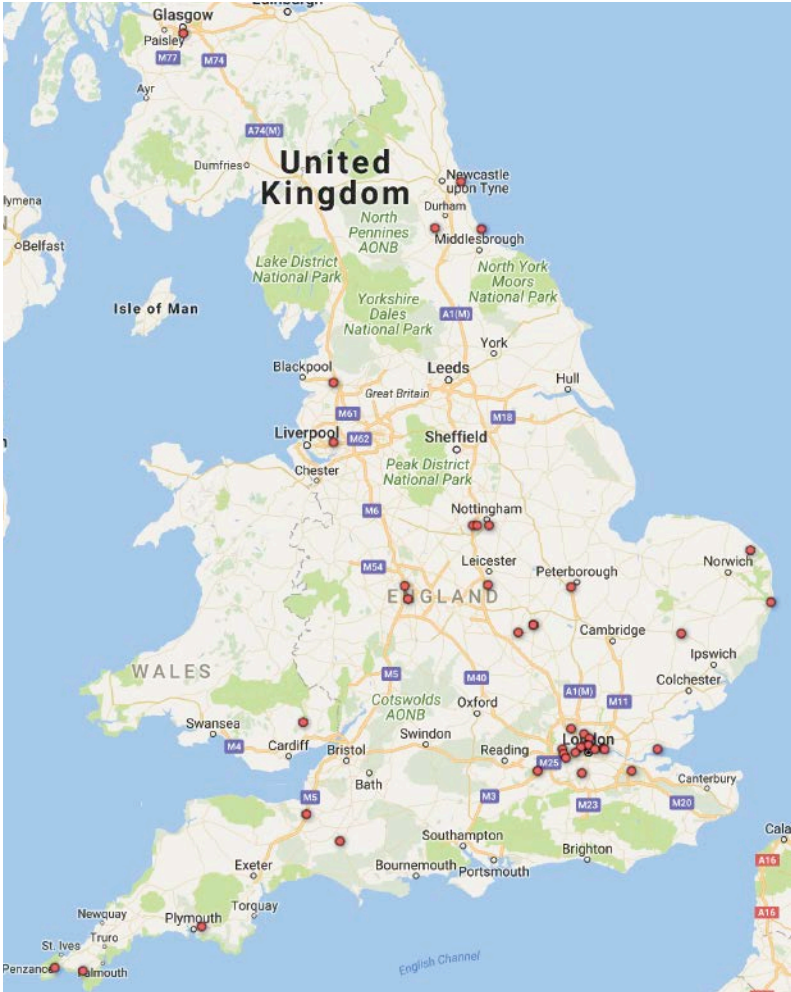 Glasgow
Paisley
M77
M74
Ayr
A74(M)
Dumfries
United
Kingdom
Newcastle
upon Tyne
Durham
Middlesbrough
North
Pennines
AONB
lymena
Belfast
Lake District
National Park
North York
Moors
National Park
Isle of Man
Yorkshire
Dales
National Park
A1(M)
York
Blackpool
Leeds
Hull
Great Britain
M61
M18
Liverpool
M62
Sheffield
Chester
Peak District
National Park
M6
Nottingham
M54
Leicester
Peterborough
Norwich
ENGLAND
Cambridge
Ipswich
WALES
M5
M40
A1(M)
M11
Colchester
Cotswolds
AONB
Oxford
Swansea
M4
Cardiff
Bristol
Swindon
Reading
London
M25
Bath
Canterbury
M5
M3
M23
M20
Southampton
Brighton
Cala
Exeter
Bournemouth
Portsmouth
A16
Newquay
Plymouth
Torquay
A16
St. Ives
Truro
Penzance
Falmouth
English Channel